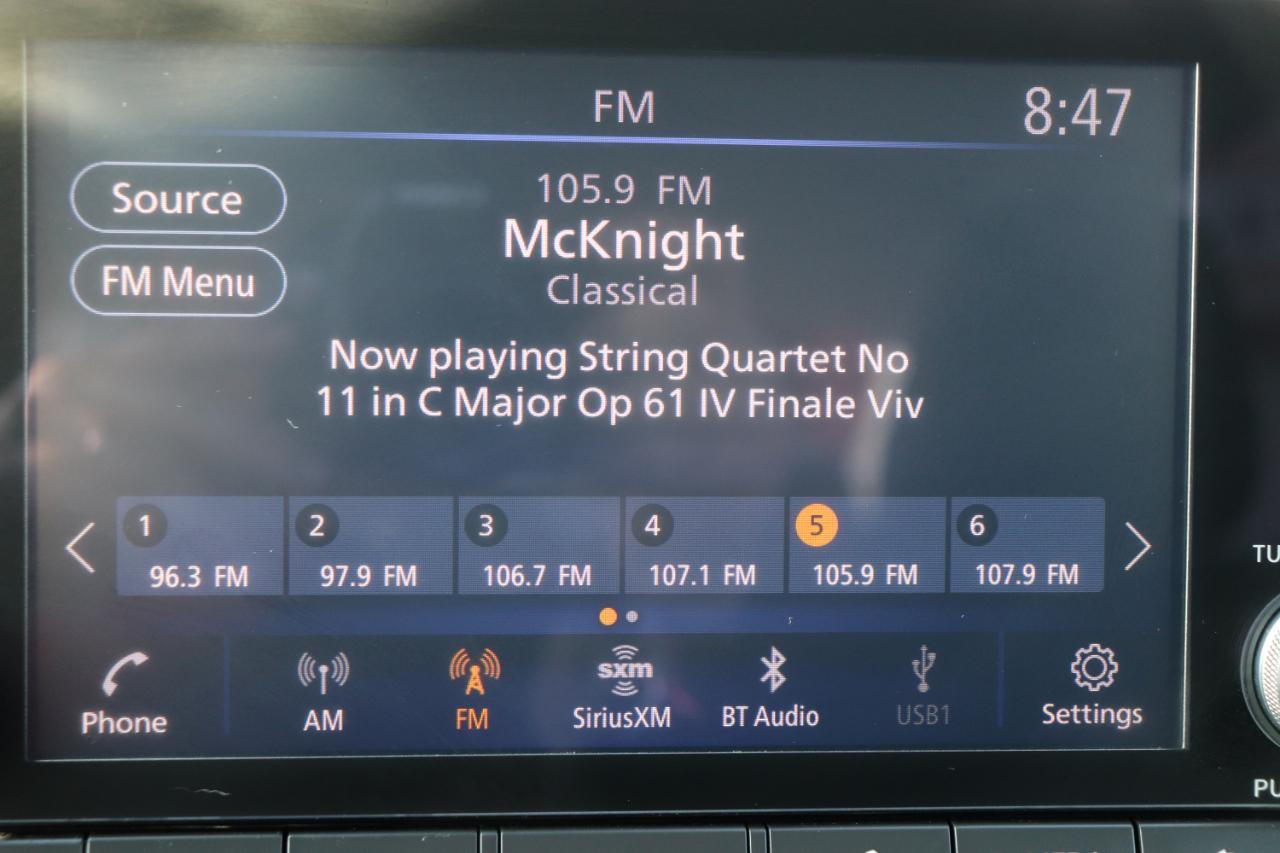 FM
8:47
Source
FM Menu
105.9 FM
McKnight
Classical
Now playing String Quartet No
11 in C Major Op 61 IV Finale Viv
1
96.3 FM
2
97.9 FM
3
106.7 FM
4
107.1 FM
5
105.9 FM
6
107.9 FM
Phone
AM
FM
sxm
SiriusXM
BT Audio
USB1
Settings
TU
PU